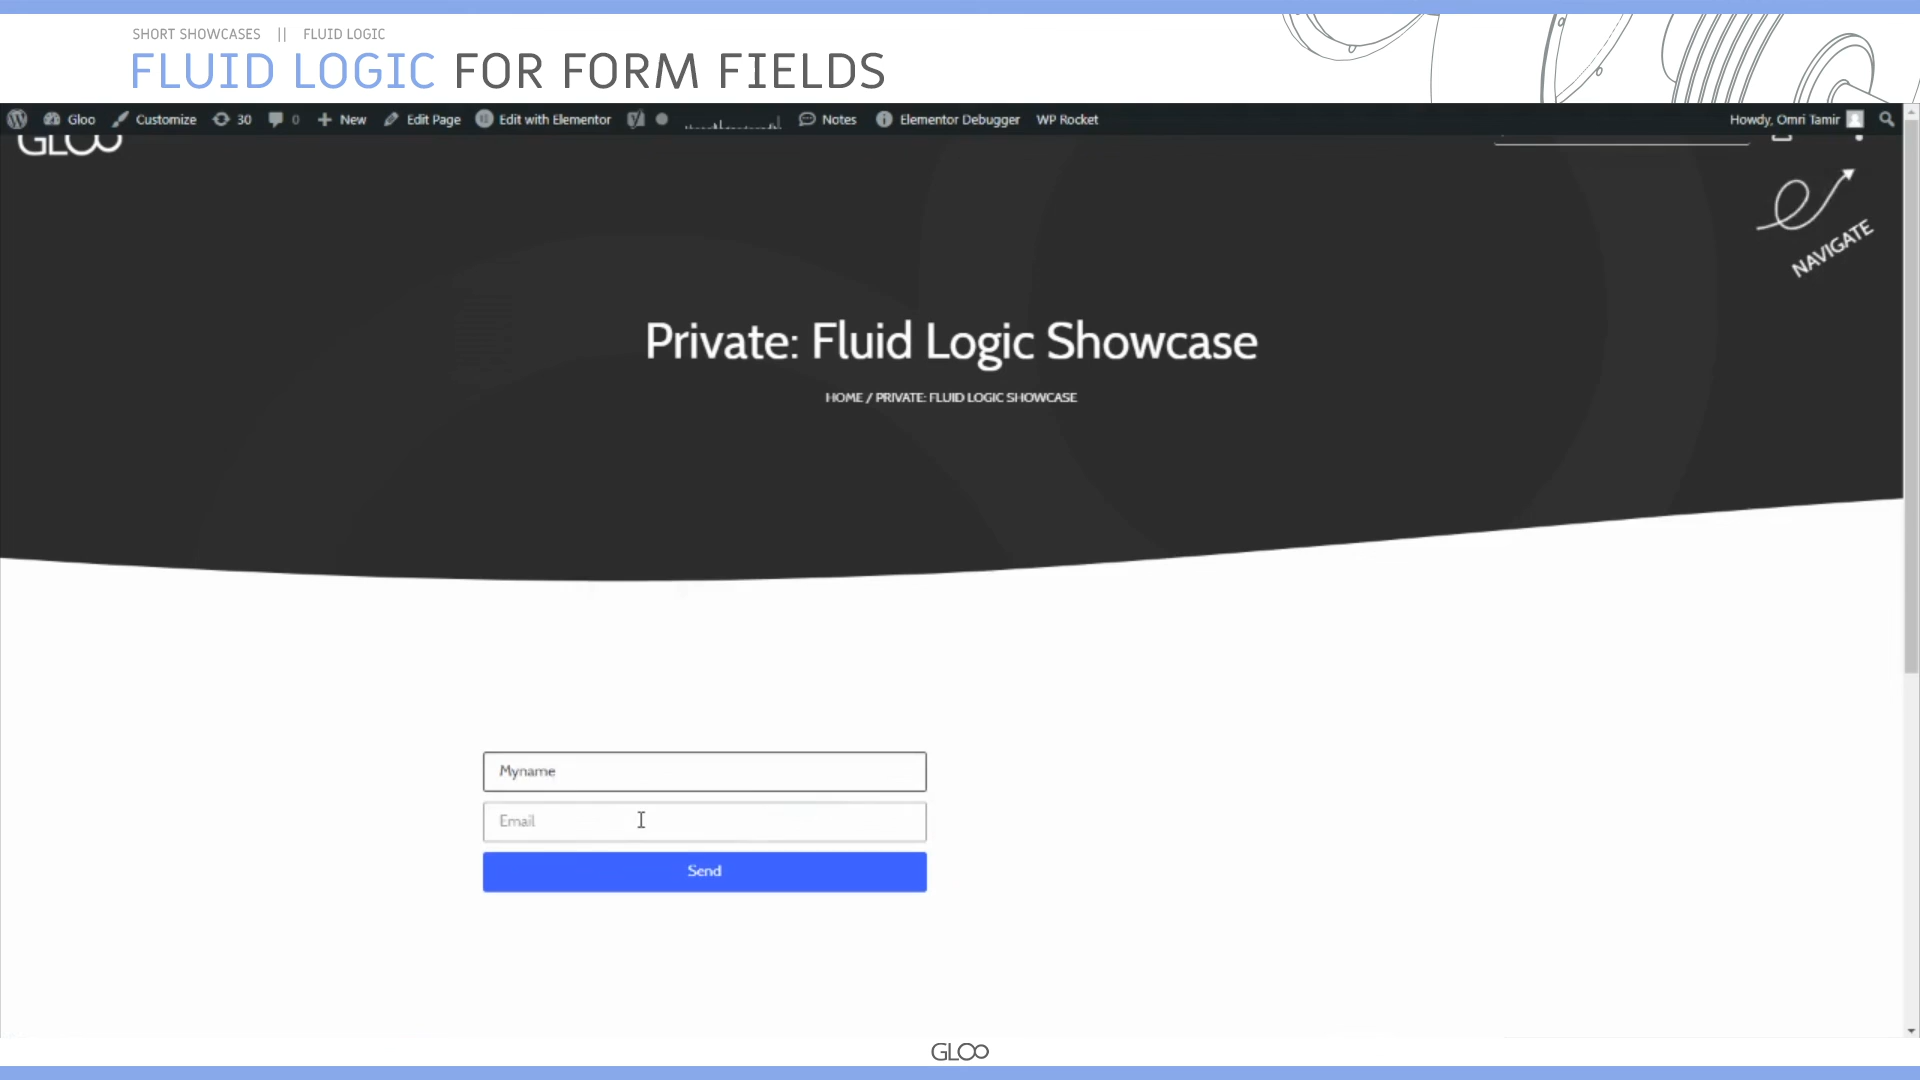 SHORT SHOWCASES || FLUID LOGIC
FLUID LOGIC FOR FORM FIELDS
Gloo Customize 30 0 New Edit Page Edit with Elementor Notes Elementor Debugger WP Rocket Howdy, Omri Tamir
GLOO
NAVIGATE
Private: Fluid Logic Showcase
HOME / PRIVATE: FLUID LOGIC SHOWCASE
Myname
Email
Send
GLOO